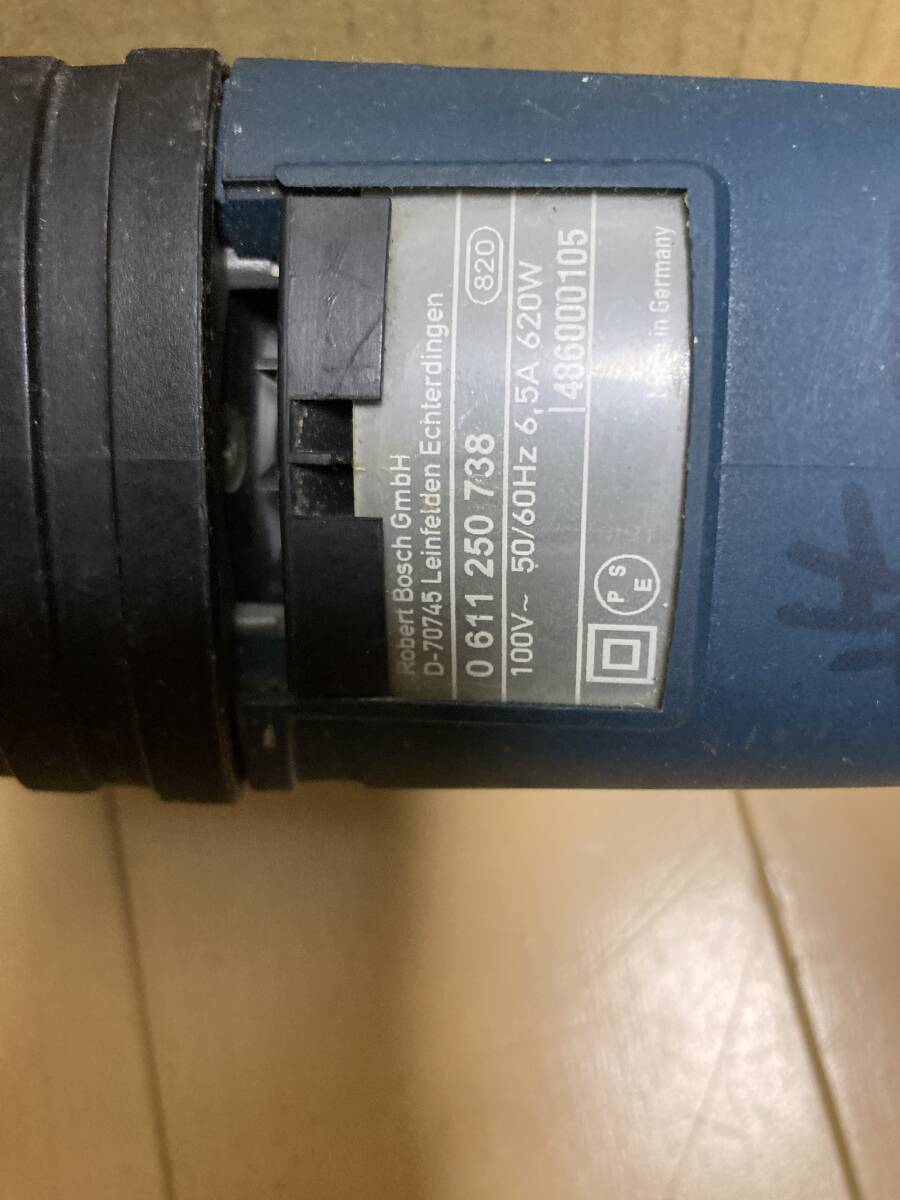 Robert Bosch GmbH
D-70745 Leinfelden Echterdingen
0 611 250 738 820
100V~ 50/60Hz 6,5A 620W
486000105
PSE
in Germany